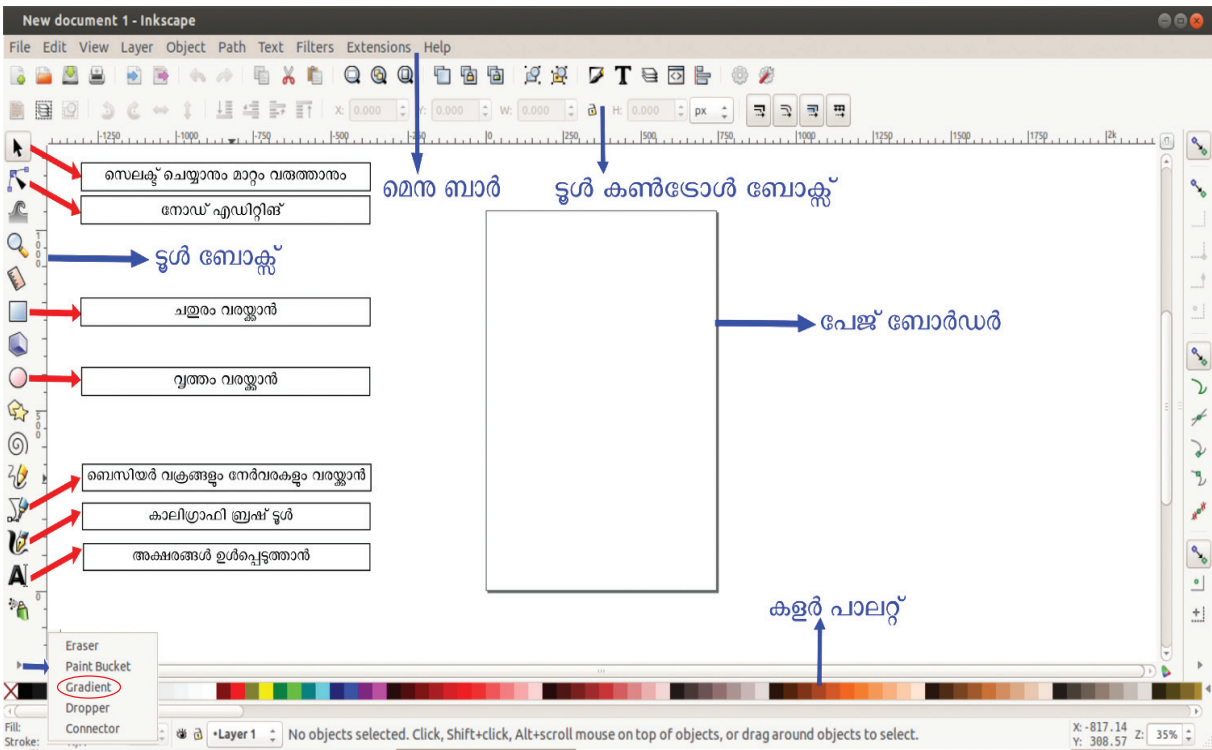 New document 1 - Inkscape
File Edit View Layer Object Path Text Filters Extensions Help
X: 0.000 Y: 0.000 W: 0.000 H: 0.000 px
-1250 -1000 -750 -500 -250 0 250 500 750 1000 1250 1500 1750 2k
സെലക്ട് ചെയ്യാനും മാറ്റം വരുത്താനും
മെനു ബാർ
ടൂൾ കൺട്രോൾ ബോക്സ്
നോഡ് എഡിറ്റിങ്
ടൂൾ ബോക്സ്
ചതുരം വരയ്ക്കാൻ
പേജ് ബോർഡർ
വൃത്തം വരയ്ക്കാൻ
ബെസിയർ വക്രങ്ങളും നേർവരകളും വരയ്ക്കാൻ
കാലിഗ്രാഫി ബ്രഷ് ടൂൾ
അക്ഷരങ്ങൾ ഉൾപ്പെടുത്താൻ
കളർ പാലറ്റ്
Eraser
Paint Bucket
Gradient
Dropper
Connector
Fill:
Stroke:
•Layer 1
No objects selected. Click, Shift+click, Alt+scroll mouse on top of objects, or drag around objects to select.
X: -817.14
Y: 308.57
Z: 35%